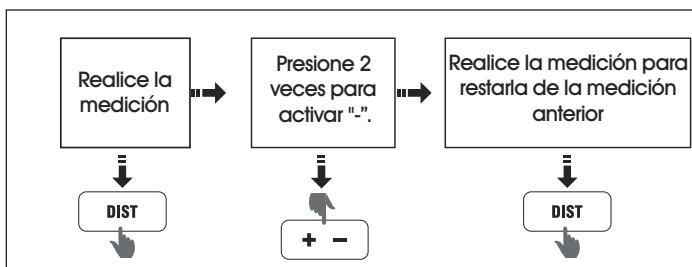 Realice la
medición
Presione 2
veces para
activar "-”.
Realice la medición para
restarla de la medición
anterior
DIST
+ −
DIST